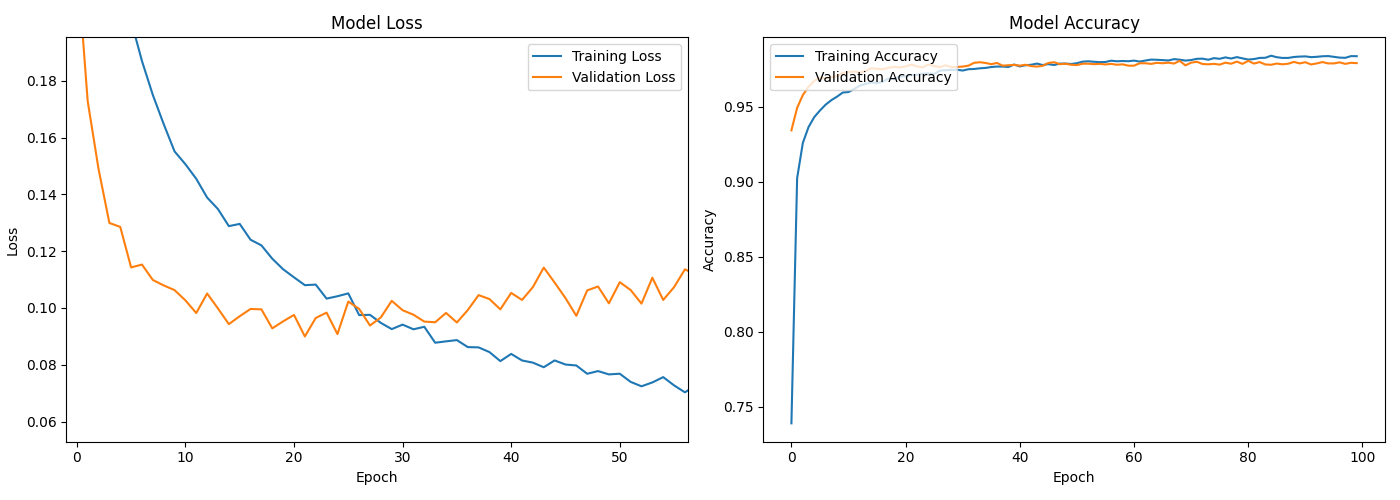 Model Loss
Training Loss
Validation Loss
0.18
0.16
0.14
0.12
0.10
0.08
0.06
Loss
0
10
20
30
40
50
Epoch
Model Accuracy
Training Accuracy
Validation Accuracy
0.95
0.90
0.85
0.80
0.75
Accuracy
0
20
40
60
80
100
Epoch